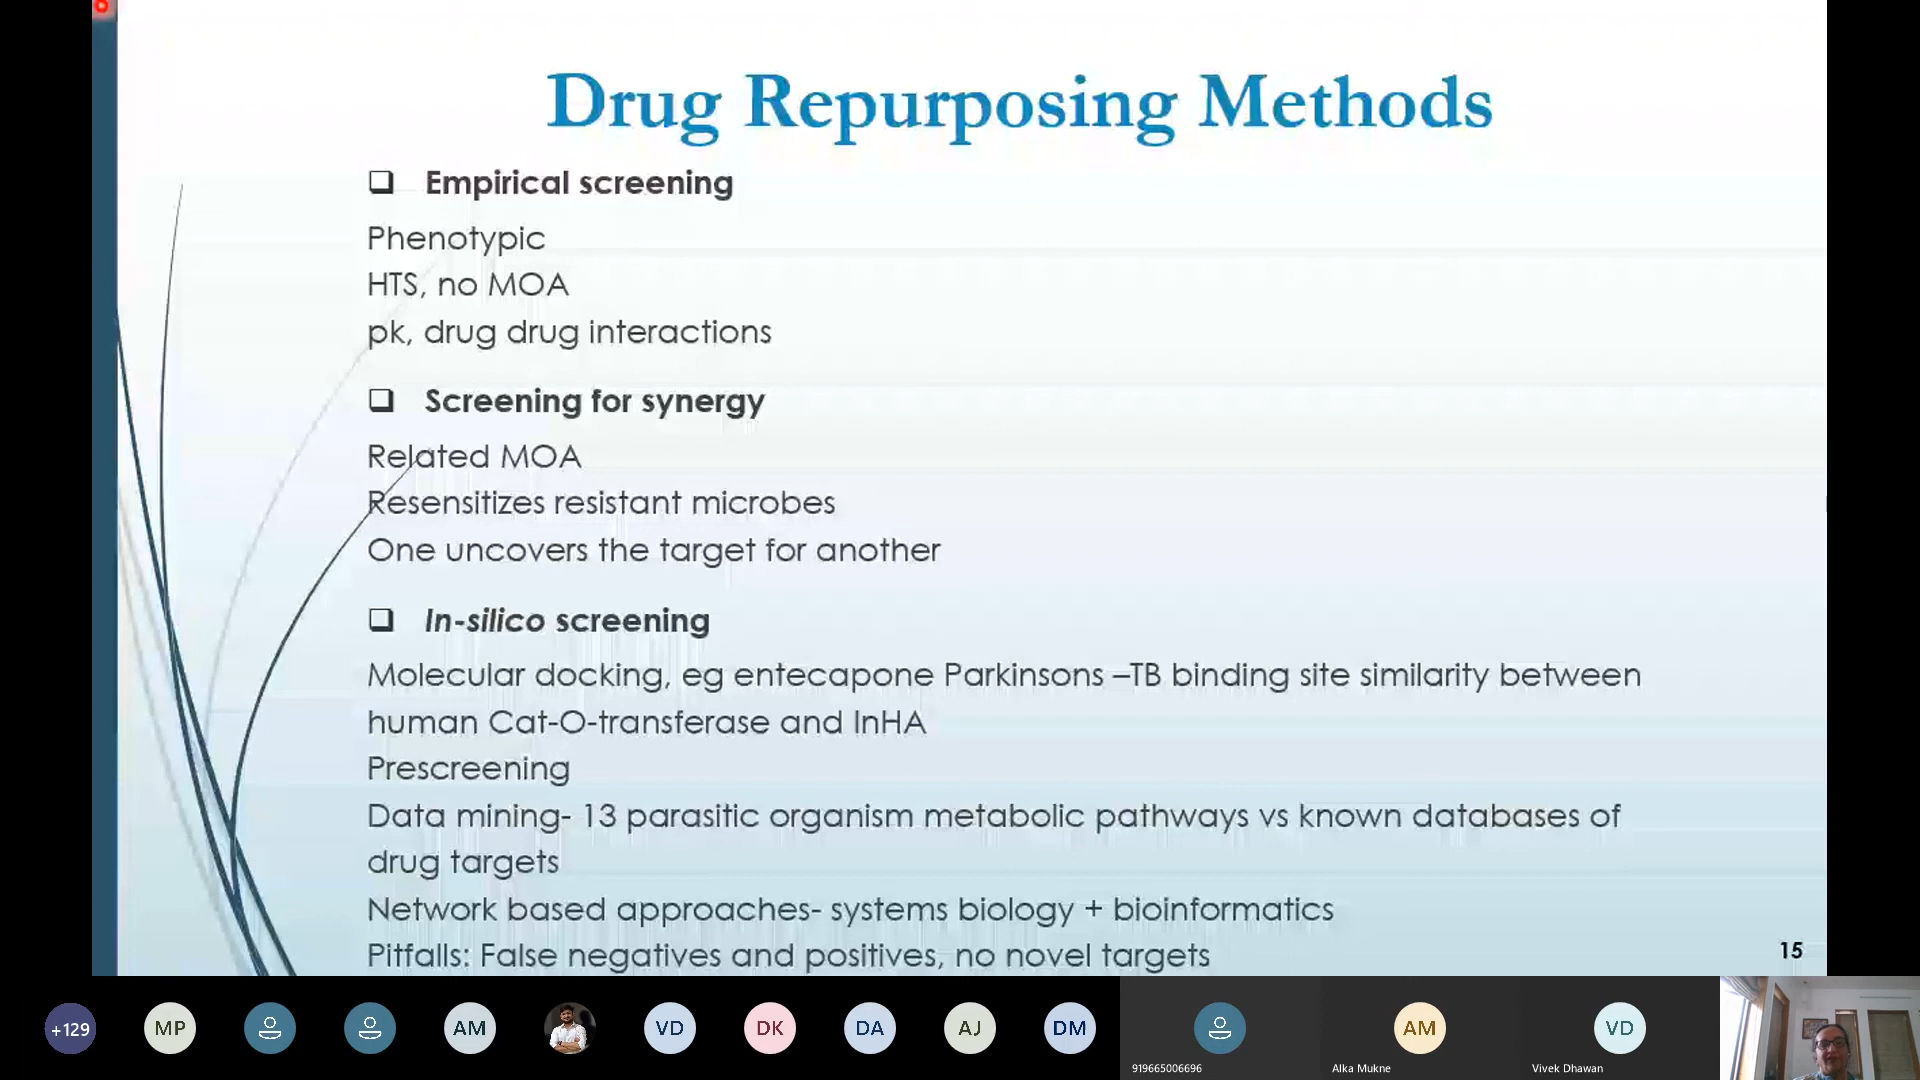 Drug Repurposing Methods
Empirical screening
Phenotypic
HTS, no MOA
pk, drug drug interactions
Screening for synergy
Related MOA
Resensitizes resistant microbes
One uncovers the target for another
In-silico screening
Molecular docking, eg entecapone Parkinsons –TB binding site similarity between
human Cat-O-transferase and InHA
Prescreening
Data mining- 13 parasitic organism metabolic pathways vs known databases of
drug targets
Network based approaches- systems biology + bioinformatics
Pitfalls: False negatives and positives, no novel targets
15
+129
MP
AM
VD
DK
DA
AJ
DM
AM
VD
919665006696
Alka Mukne
Vivek Dhawan